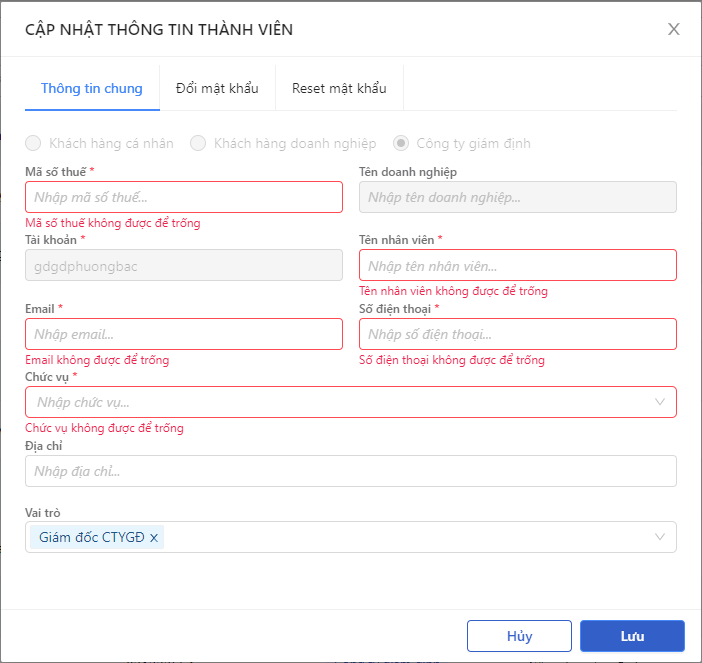 CẬP NHẬT THÔNG TIN THÀNH VIÊN
Thông tin chung Đổi mật khẩu Reset mật khẩu
Khách hàng cá nhân Khách hàng doanh nghiệp Công ty giám định
Mã số thuế * Tên doanh nghiệp
Nhập mã số thuế... Nhập tên doanh nghiệp...
Mã số thuế không được để trống
Tài khoản * Tên nhân viên *
gdgdphuongbac Nhập tên nhân viên...
Tên nhân viên không được để trống
Email * Số điện thoại *
Nhập email... Nhập số điện thoại...
Email không được để trống Số điện thoại không được để trống
Chức vụ *
Nhập chức vụ...
Chức vụ không được để trống
Địa chỉ
Nhập địa chỉ...
Vai trò
Giám đốc CTYGĐ x
Hủy Lưu